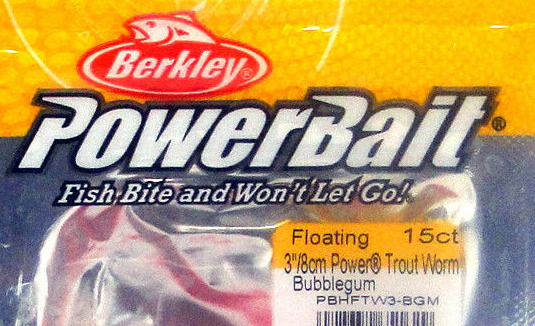 Berkley®
PowerBait®
Fish Bite and Won't Let Go!
Floating 15ct
3"/8cm Power® Trout Worm
Bubblegum
PBHFTW3-BGM